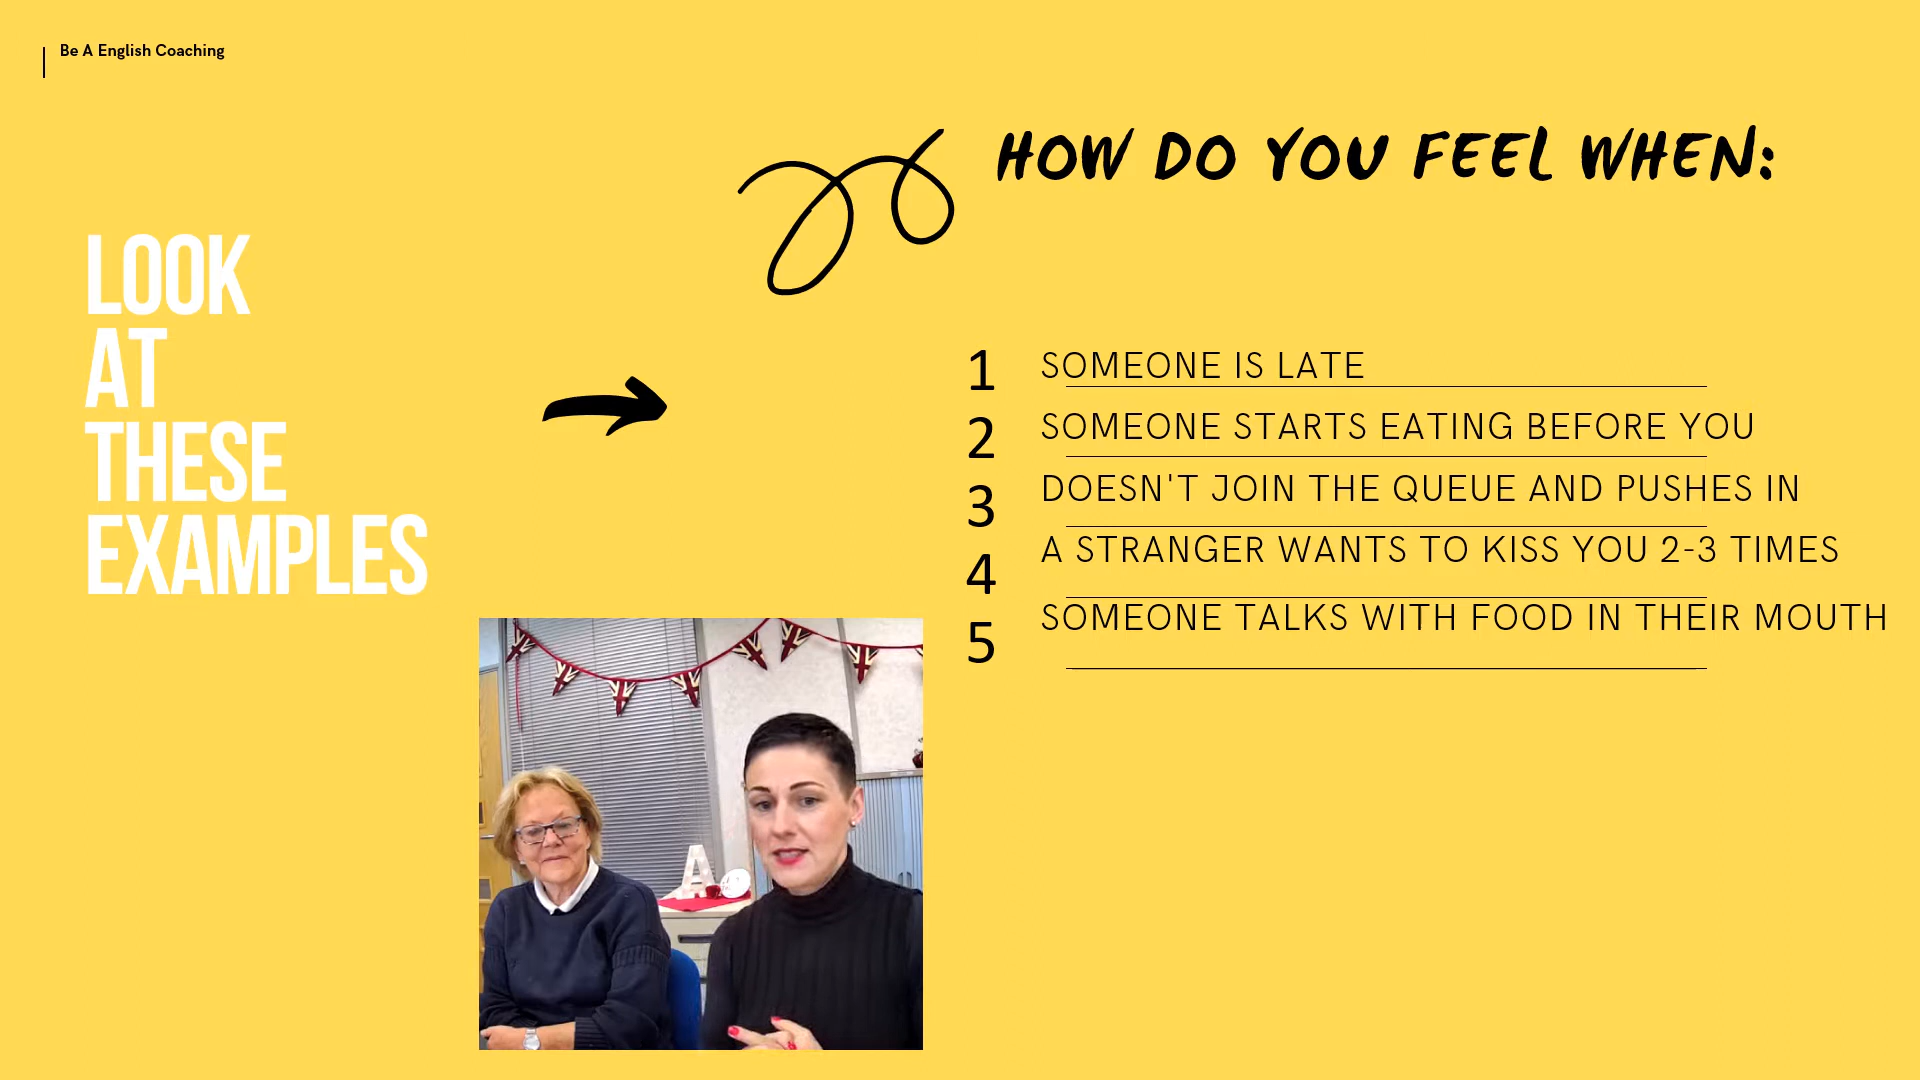 Be A English Coaching
HOW DO YOU FEEL WHEN:
LOOK
AT
THESE
EXAMPLES
1 SOMEONE IS LATE
2 SOMEONE STARTS EATING BEFORE YOU
3 DOESN'T JOIN THE QUEUE AND PUSHES IN
4 A STRANGER WANTS TO KISS YOU 2-3 TIMES
5 SOMEONE TALKS WITH FOOD IN THEIR MOUTH
A